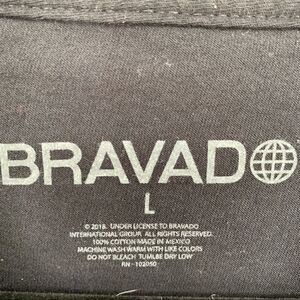 BRAVADO
L
© 2018. UNDER LICENSE TO BRAVADO
INTERNATIONAL GROUP. ALL RIGHTS RESERVED.
100% COTTON MADE IN MEXICO
MACHINE WASH WARM WITH LIKE COLORS
DO NOT BLEACH TUMLBE DRY LOW
RN-102050